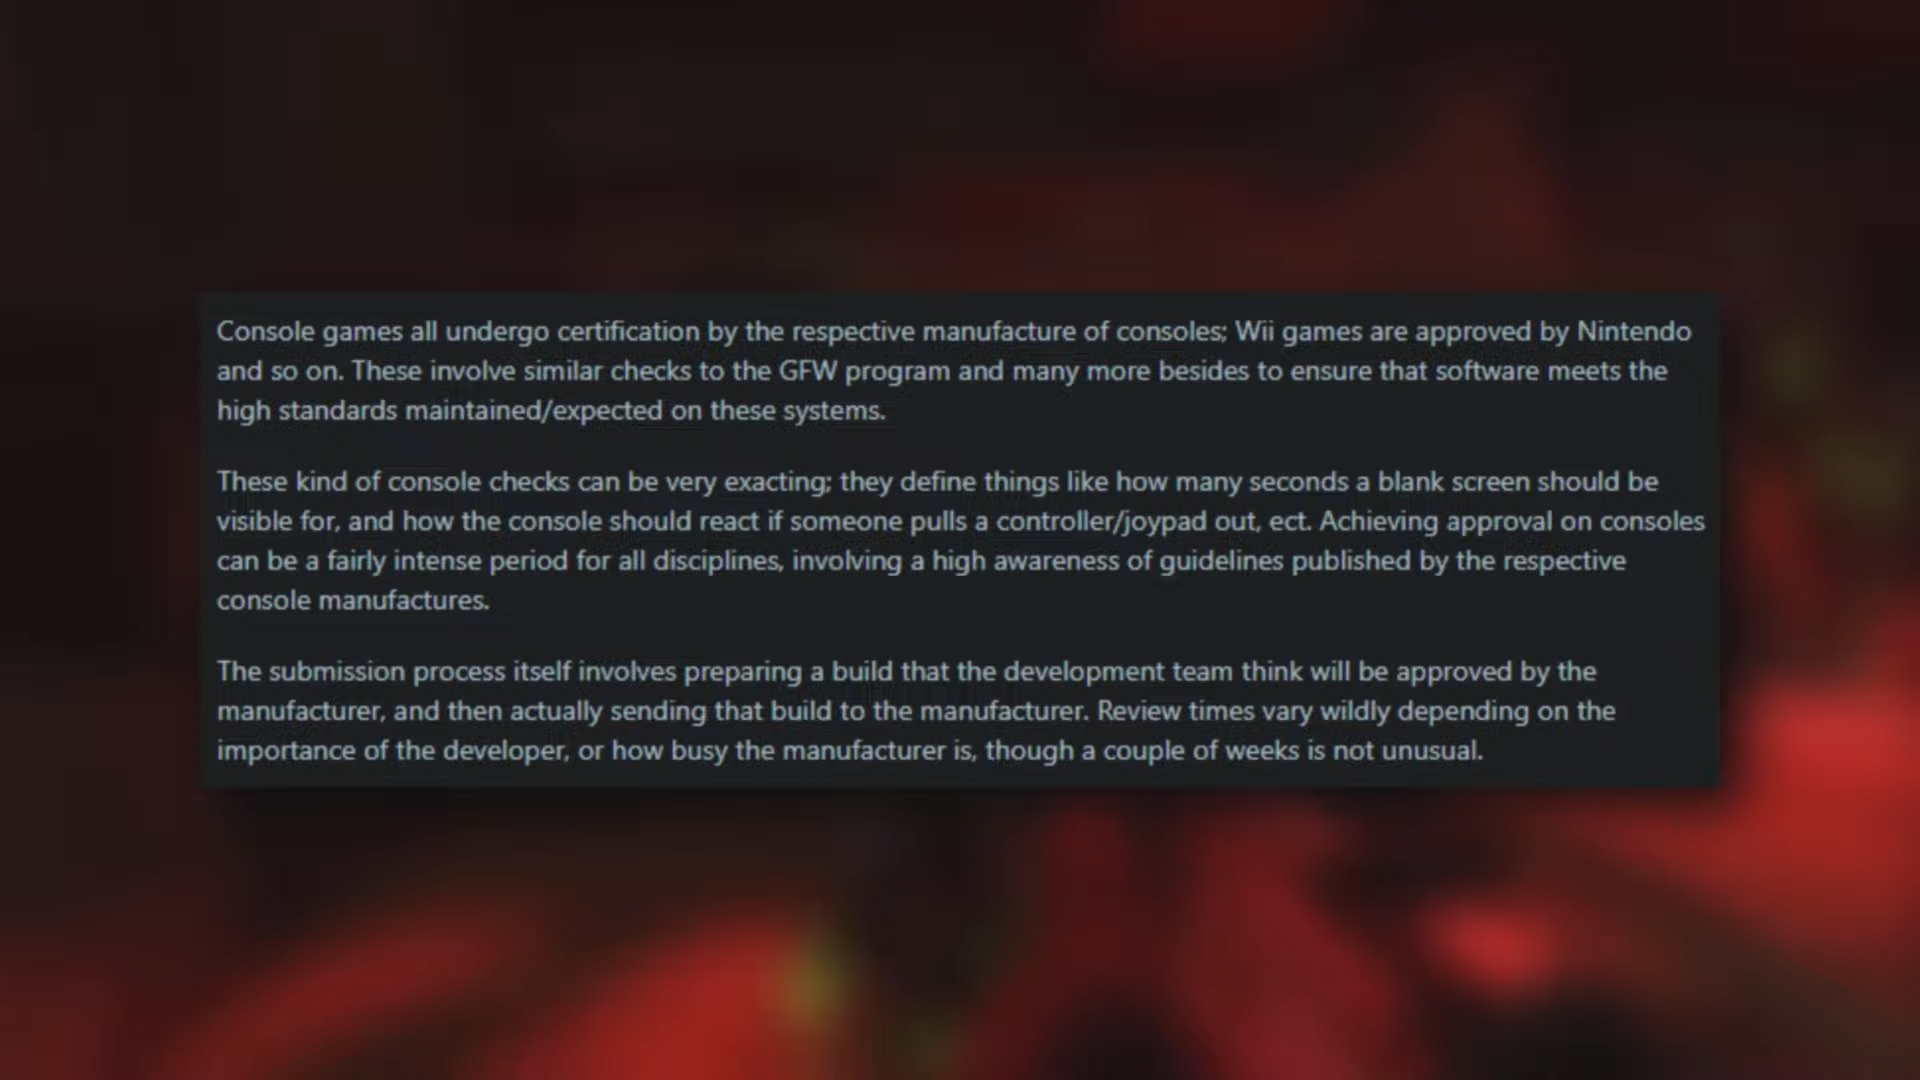 Console games all undergo certification by the respective manufacture of consoles; Wii games are approved by Nintendo
and so on. These involve similar checks to the GFW program and many more besides to ensure that software meets the
high standards maintained/expected on these systems.
These kind of console checks can be very exacting; they define things like how many seconds a blank screen should be
visible for, and how the console should react if someone pulls a controller/joypad out, ect. Achieving approval on consoles
can be a fairly intense period for all disciplines, involving a high awareness of guidelines published by the respective
console manufactures.
The submission process itself involves preparing a build that the development team think will be approved by the
manufacturer, and then actually sending that build to the manufacturer. Review times vary wildly depending on the
importance of the developer, or how busy the manufacturer is, though a couple of weeks is not unusual.